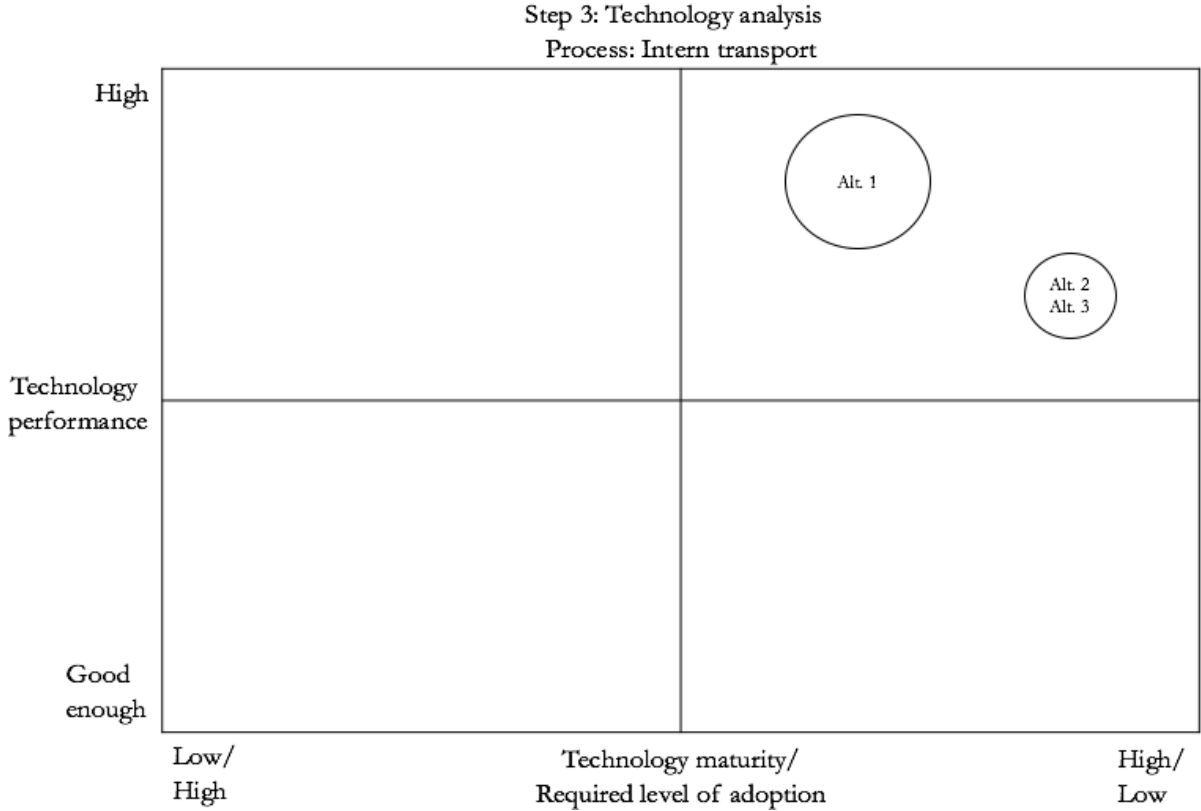 Step 3: Technology analysis
Process: Intern transport
High
Alt. 1
Alt. 2
Alt. 3
Technology
performance
Good
enough
Low/
High
Technology maturity/
Required level of adoption
High/
Low